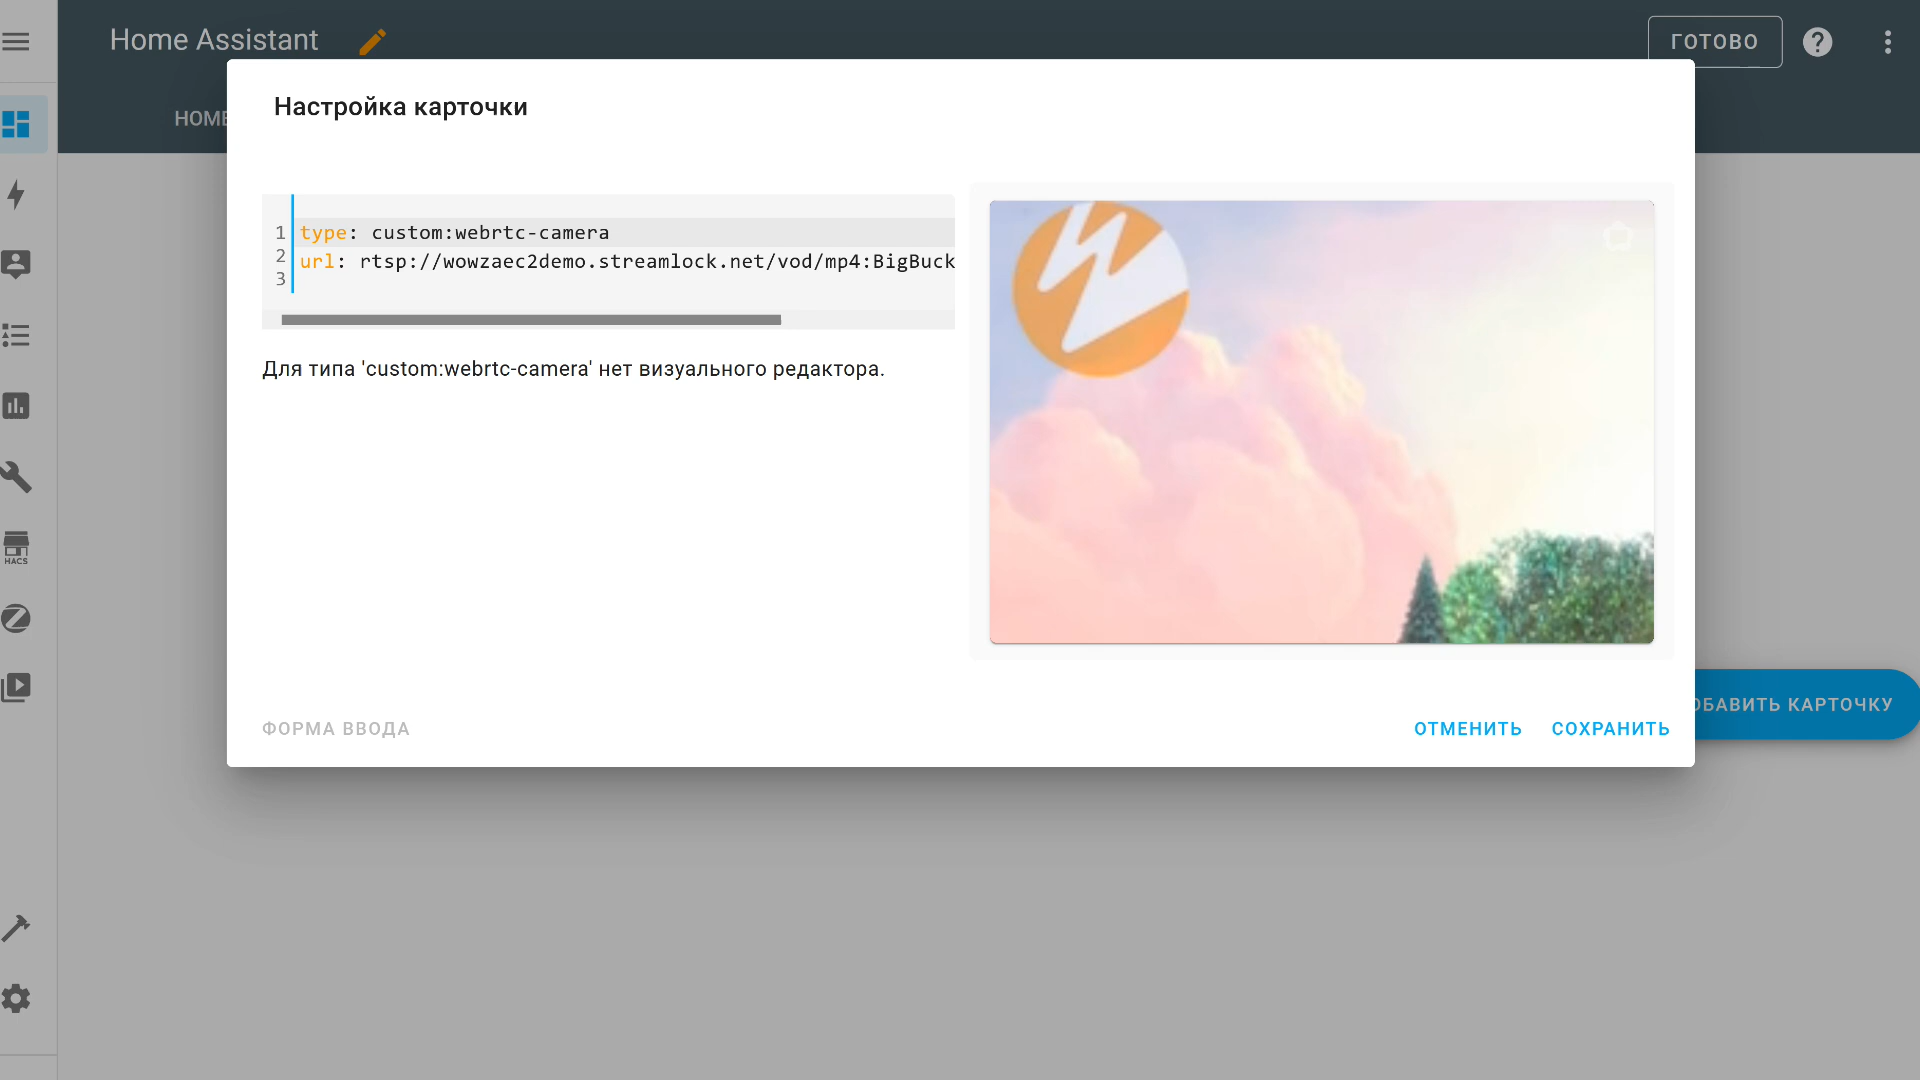 Home Assistant
ГОТОВО
HOME
Настройка карточки
1 type: custom:webrtc-camera
2 url: rtsp://wowzaec2demo.streamlock.net/vod/mp4:BigBuck
3
Для типа 'custom:webrtc-camera' нет визуального редактора.
HACS
ОБАВИТЬ КАРТОЧКУ
ФОРМА ВВОДА
ОТМЕНИТЬ
СОХРАНИТЬ